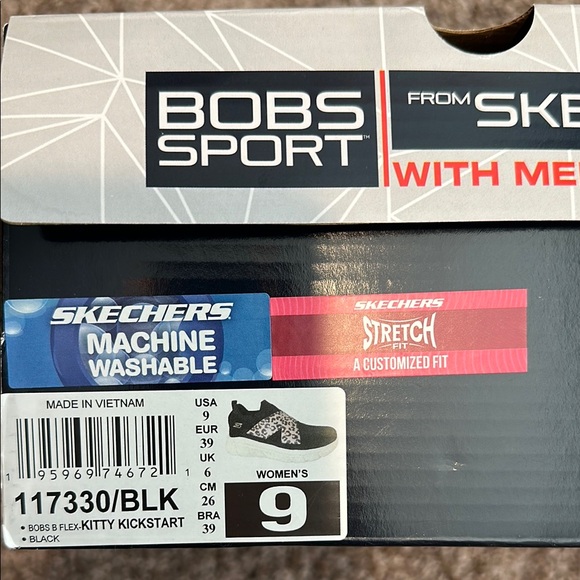 BOBS
SPORT™
FROM SKE
WITH ME
SKECHERS
MACHINE
WASHABLE
SKECHERS
STRETCH
FIT
A CUSTOMIZED FIT
MADE IN VIETNAM
1 95969 74672 1
117330/BLK
• BOBS B FLEX-KITTY KICKSTART
• BLACK
USA
9
EUR
39
UK
6
CM
26
BRA
39
WOMEN'S
9